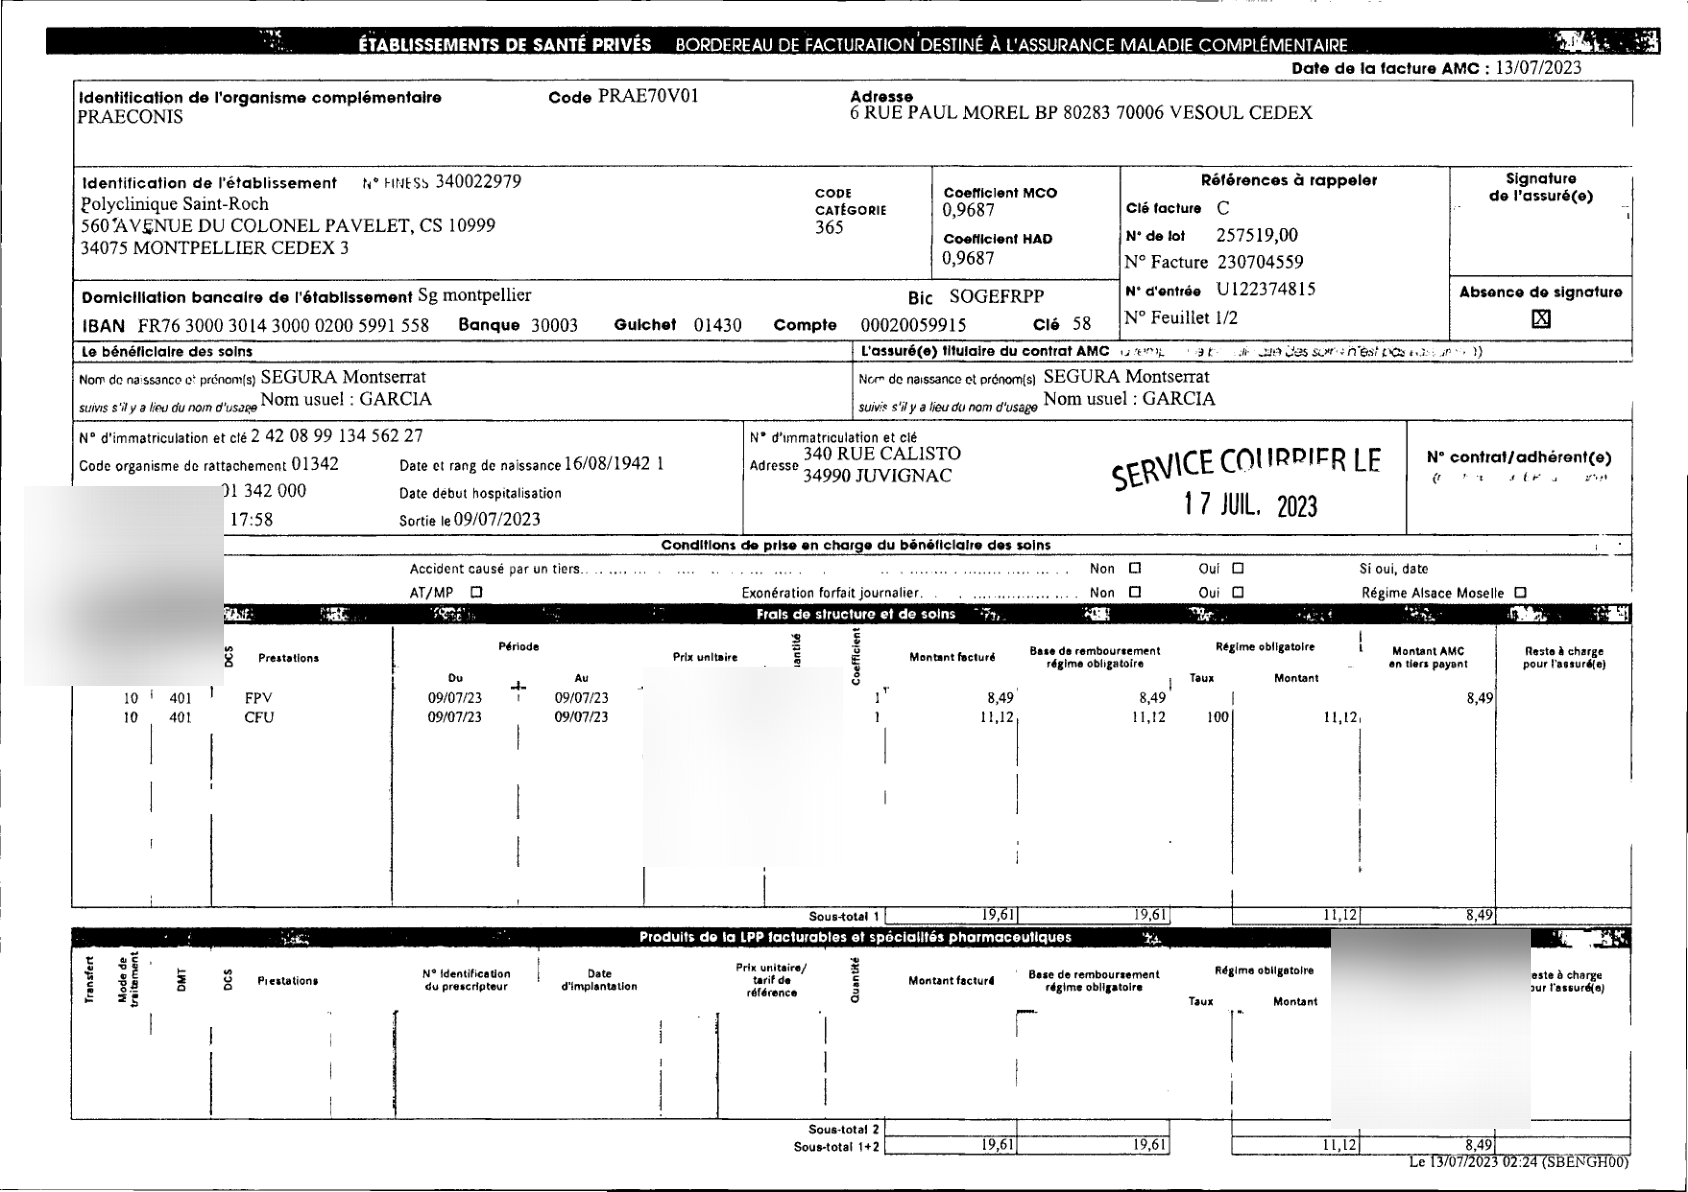 ÉTABLISSEMENTS DE SANTÉ PRIVÉS BORDEREAU DE FACTURATION DESTINÉ À L'ASSURANCE MALADIE COMPLÉMENTAIRE
Date de la facture AMC : 13/07/2023
Identification de l'organisme complémentaire Code PRAE70V01 Adresse
PRAECONIS 6 RUE PAUL MOREL BP 80283 70006 VESOUL CEDEX
Identification de l'établissement N° FINESS 340022979
Polyclinique Saint-Roch
560 AVENUE DU COLONEL PAVELET, CS 10999
34075 MONTPELLIER CEDEX 3
CODE
CATÉGORIE
365
Coefficient MCO
0,9687
Coefficient HAD
0,9687
Références à rappeler
Clé facture C
N° de lot 257519,00
N° Facture 230704559
N° d'entrée U122374815
N° Feuillet 1/2
Signature
de l'assuré(e)
Absence de signature
X
Domiciliation bancaire de l'établissement Sg montpellier Bic SOGEFRPP
IBAN FR76 3000 3014 3000 0200 5991 558 Banque 30003 Guichet 01430 Compte 00020059915 Clé 58
Le bénéficiaire des soins
Nom de naissance et prénom(s) SEGURA Montserrat
suivis s'il y a lieu du nom d'usage Nom usuel : GARCIA
L'assuré(e) titulaire du contrat AMC
Nom de naissance et prénom(s) SEGURA Montserrat
suivis s'il y a lieu du nom d'usage Nom usuel : GARCIA
N° d'immatriculation et clé 2 42 08 99 134 562 27
Code organisme de rattachement 01342 Date et rang de naissance 16/08/1942 1
01 342 000 Date début hospitalisation
17:58 Sortie le 09/07/2023
N° d'immatriculation et clé
Adresse 340 RUE CALISTO
34990 JUVIGNAC
SERVICE COURRIER LE
17 JUIL. 2023
N° contrat/adhérent(e)
Conditions de prise en charge du bénéficiaire des soins
Accident causé par un tiers Non Oui Si oui, date
AT/MP Exonération forfait journalier Non Oui Régime Alsace Moselle
Frais de structure et de soins
DCS Prestations Période Du Au Prix unitaire Coefficient Montant facturé Base de remboursement régime obligatoire Régime obligatoire Taux Montant Montant AMC en tiers payant Reste à charge pour l'assuré(e)
10 401 FPV 09/07/23 09/07/23 1 8,49 8,49 8,49
10 401 CFU 09/07/23 09/07/23 1 11,12 11,12 100 11,12
Sous-total 1 19,61 19,61 11,12 8,49
Produits de la LPP facturables et spécialités pharmaceutiques
Transfert Mode de traitement DMT DCS Prestations N° Identification du prescripteur Date d'implantation Prix unitaire/ tarif de référence Quantité Montant facturé Base de remboursement régime obligatoire Régime obligatoire Taux Montant
Sous-total 2
Sous-total 1+2 19,61 19,61 11,12 8,49
Le 13/07/2023 02:24 (SBENGH00)